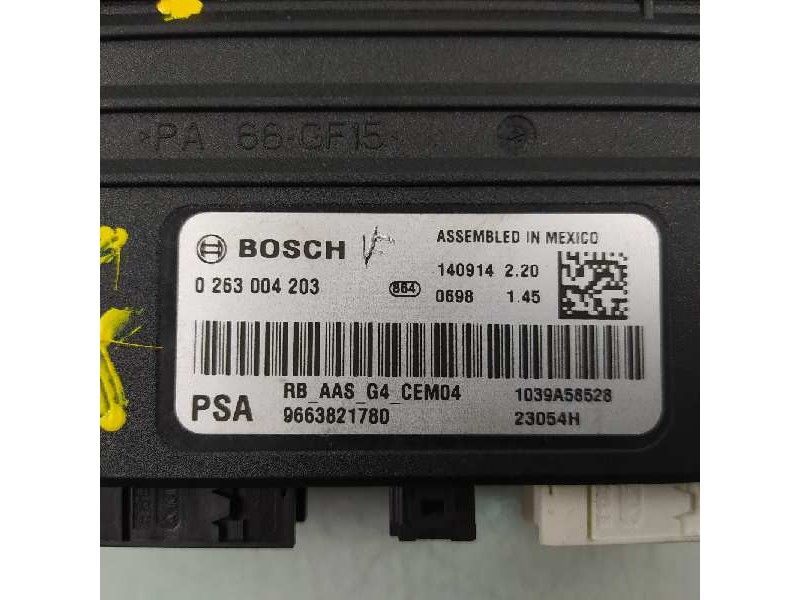 >PA 66-GF15<
BOSCH
ASSEMBLED IN MEXICO
0 263 004 203
864
140914 2.20
0698 1.45
RB_AAS_G4_CEM04
1039A58528
PSA
9663821780
23054H